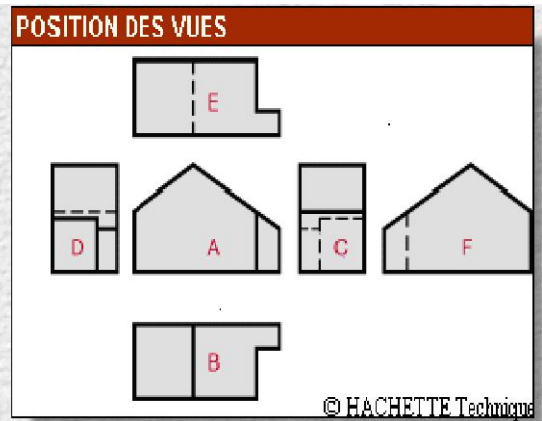 POSITION DES VUES
E
D A C F
B
© HACHETTE Technique